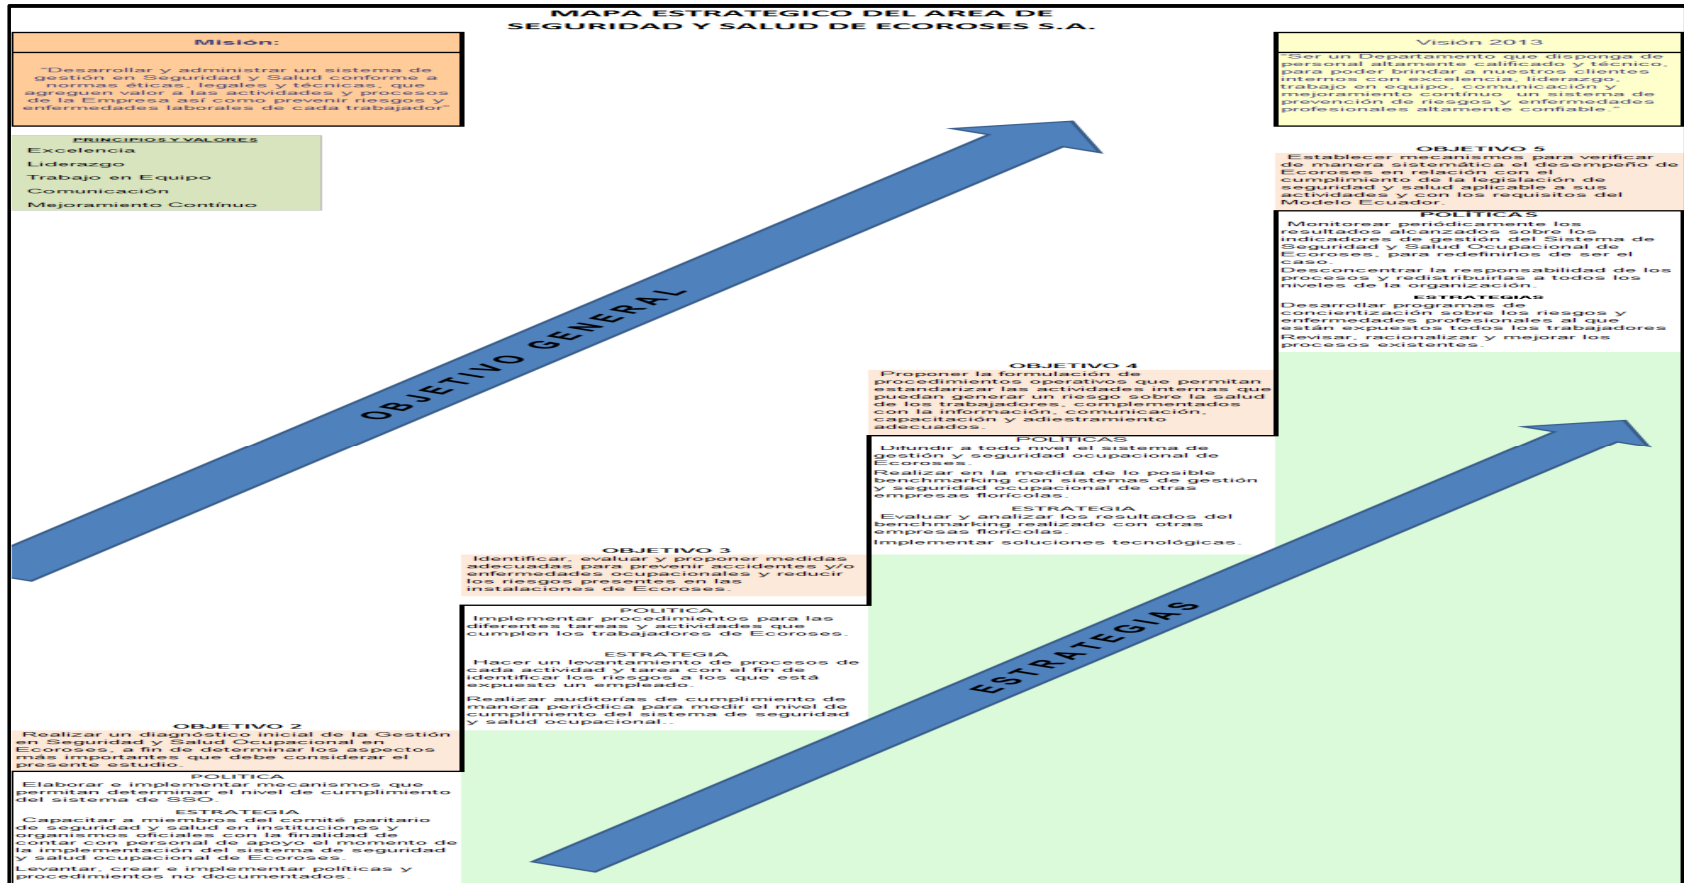 MAPA ESTRATEGICO DEL AREA DE
SEGURIDAD Y SALUD DE ECOROSES S.A.
Misión:
"Desarrollar y administrar un sistema de
gestión en Seguridad y Salud conforme a
normas éticas, legales y técnicas, que
agreguen valor a las actividades y procesos
de la Empresa así como prevenir riesgos y
enfermedades laborales de cada trabajador"
Visión 2013
"Ser un Departamento que disponga de
personal altamente calificado y técnico,
para poder brindar a nuestros clientes
internos con excelencia, liderazgo,
trabajo en equipo, comunicación y
mejoramiento contínuo un sistema de
prevención de riesgos y enfermedades
profesionales altamente confiable."
PRINCIPIOS Y VALORES
Excelencia
Liderazgo
Trabajo en Equipo
Comunicación
Mejoramiento Contínuo
OBJETIVO GENERAL
OBJETIVO 5
Establecer mecanismos para verificar
de manera sistemática el desempeño de
Ecoroses en relación con el
cumplimiento de la legislación de
seguridad y salud aplicable a sus
actividades y con los requisitos del
Modelo Ecuador.
POLÍTICAS
Monitorear periódicamente los
resultados alcanzados sobre los
indicadores de gestión del Sistema de
Seguridad y Salud Ocupacional de
Ecoroses, para redefinirlos de ser el
caso.
Desconcentrar la responsabilidad de los
procesos y redistribuirlas a todos los
niveles de la organización.
ESTRATEGIAS
Desarrollar programas de
concientización sobre los riesgos y
enfermedades profesionales al que
están expuestos todos los trabajadores
Revisar, racionalizar y mejorar los
procesos existentes.
OBJETIVO 4
Proponer la formulación de
procedimientos operativos que permitan
estandarizar las actividades internas que
puedan generar un riesgo sobre la salud
de los trabajadores, complementados
con la información, comunicación,
capacitación y adiestramiento
adecuados.
POLÍTICAS
Difundir a todo nivel el sistema de
gestión y seguridad ocupacional de
Ecoroses.
Realizar en la medida de lo posible
benchmarking con sistemas de gestión
y seguridad ocupacional de otras
empresas florícolas.
ESTRATEGIA
Evaluar y analizar los resultados del
benchmarking realizado con otras
empresas florícolas.
Implementar soluciones tecnológicas.
OBJETIVO 3
Identificar, evaluar y proponer medidas
adecuadas para prevenir accidentes y/o
enfermedades ocupacionales y reducir
los riesgos presentes en las
instalaciones de Ecoroses.
POLITICA
Implementar procedimientos para las
diferentes tareas y actividades que
cumplen los trabajadores de Ecoroses.
ESTRATEGIA
Hacer un levantamiento de procesos de
cada actividad y tarea con el fin de
identificar los riesgos a los que está
expuesto un empleado.
Realizar auditorías de cumplimiento de
manera periódica para medir el nivel de
cumplimiento del sistema de seguridad
y salud ocupacional..
ESTRATEGIAS
OBJETIVO 2
Realizar un diagnóstico inicial de la Gestión
en Seguridad y Salud Ocupacional en
Ecoroses, a fin de determinar los aspectos
más importantes que debe considerar el
presente estudio.
POLITICA
Elaborar e implementar mecanismos que
permitan determinar el nivel de cumplimiento
del sistema de SSO.
ESTRATEGIA
Capacitar a miembros del comité paritario
de seguridad y salud en instituciones y
organismos oficiales con la finalidad de
contar con personal de apoyo el momento de
la implementación del sistema de seguridad
y salud ocupacional de Ecoroses.
Levantar, crear e implementar políticas y
procedimientos no documentados.